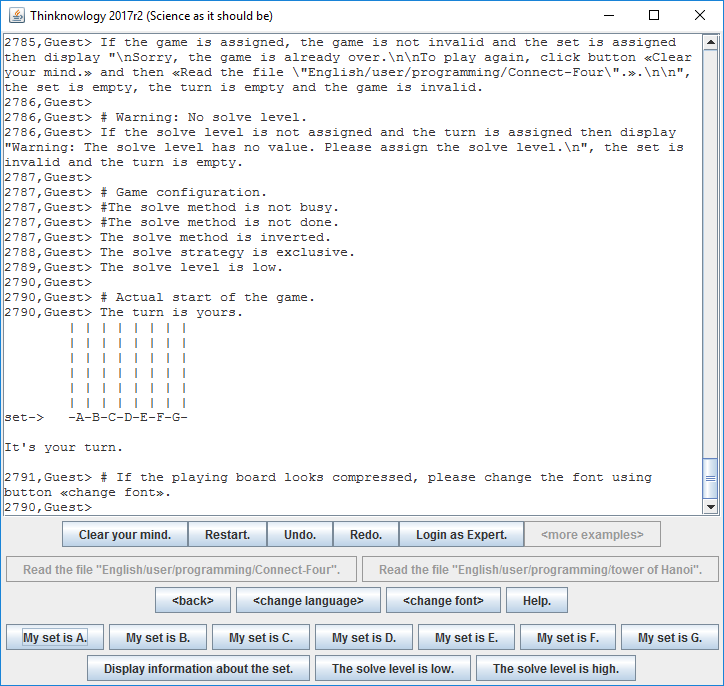 Thinknowlogy 2017r2 (Science as it should be)
2785,Guest> If the game is assigned, the game is not invalid and the set is assigned
then display "\nSorry, the game is already over.\n\nTo play again, click button «Clear
your mind.» and then «Read the file \"English/user/programming/Connect-Four\".».\n\n",
the set is empty, the turn is empty and the game is invalid.
2786,Guest>
2786,Guest> # Warning: No solve level.
2786,Guest> If the solve level is not assigned and the turn is assigned then display
"Warning: The solve level has no value. Please assign the solve level.\n", the set is
invalid and the turn is empty.
2787,Guest>
2787,Guest> # Game configuration.
2787,Guest> #The solve method is not busy.
2787,Guest> #The solve method is not done.
2787,Guest> The solve method is inverted.
2788,Guest> The solve strategy is exclusive.
2789,Guest> The solve level is low.
2790,Guest>
2790,Guest> # Actual start of the game.
2790,Guest> The turn is yours.
| | | | | | | |
| | | | | | | |
| | | | | | | |
| | | | | | | |
| | | | | | | |
| | | | | | | |
set-> -A-B-C-D-E-F-G-
It's your turn.
2791,Guest> # If the playing board looks compressed, please change the font using
button «change font».
2790,Guest>
Clear your mind. Restart. Undo. Redo. Login as Expert. <more examples>
Read the file "English/user/programming/Connect-Four". Read the file "English/user/programming/tower of Hanoi".
<back> <change language> <change font> Help.
My set is A. My set is B. My set is C. My set is D. My set is E. My set is F. My set is G.
Display information about the set. The solve level is low. The solve level is high.